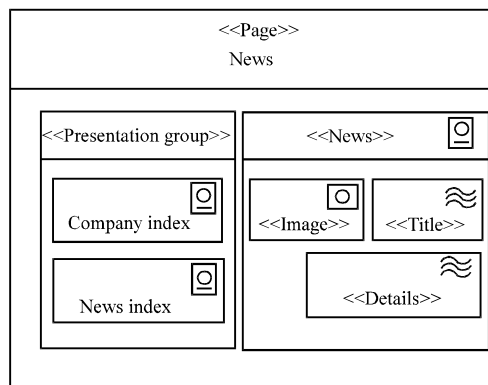 <<Page>>
News
<<Presentation group>>
<<News>>
Company index
<<Image>>
<<Title>>
News index
<<Details>>